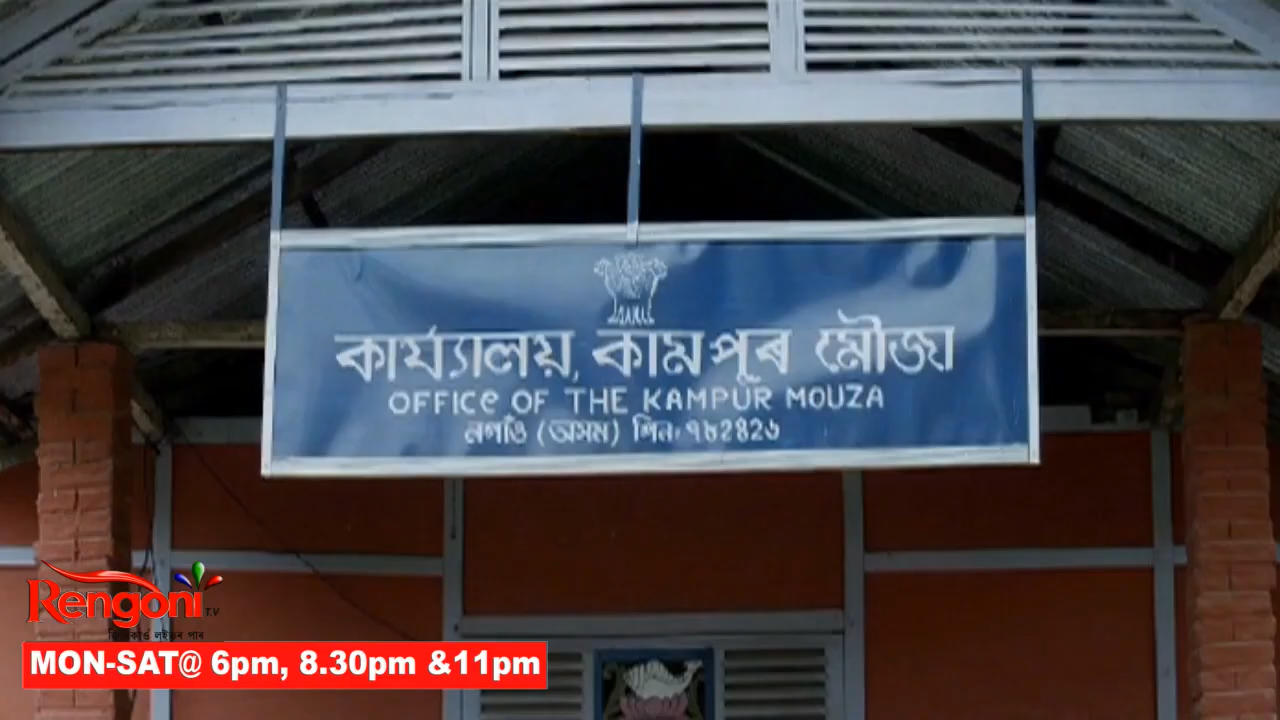 কাৰ্য্যালয়, কামপুৰ মৌজা
OFFICE OF THE KAMPUR MOUZA
নগাঁও (অসম) পিন: ৭৮২৪২৬
Rengoni T.V
MON-SAT@ 6pm, 8.30pm &11pm